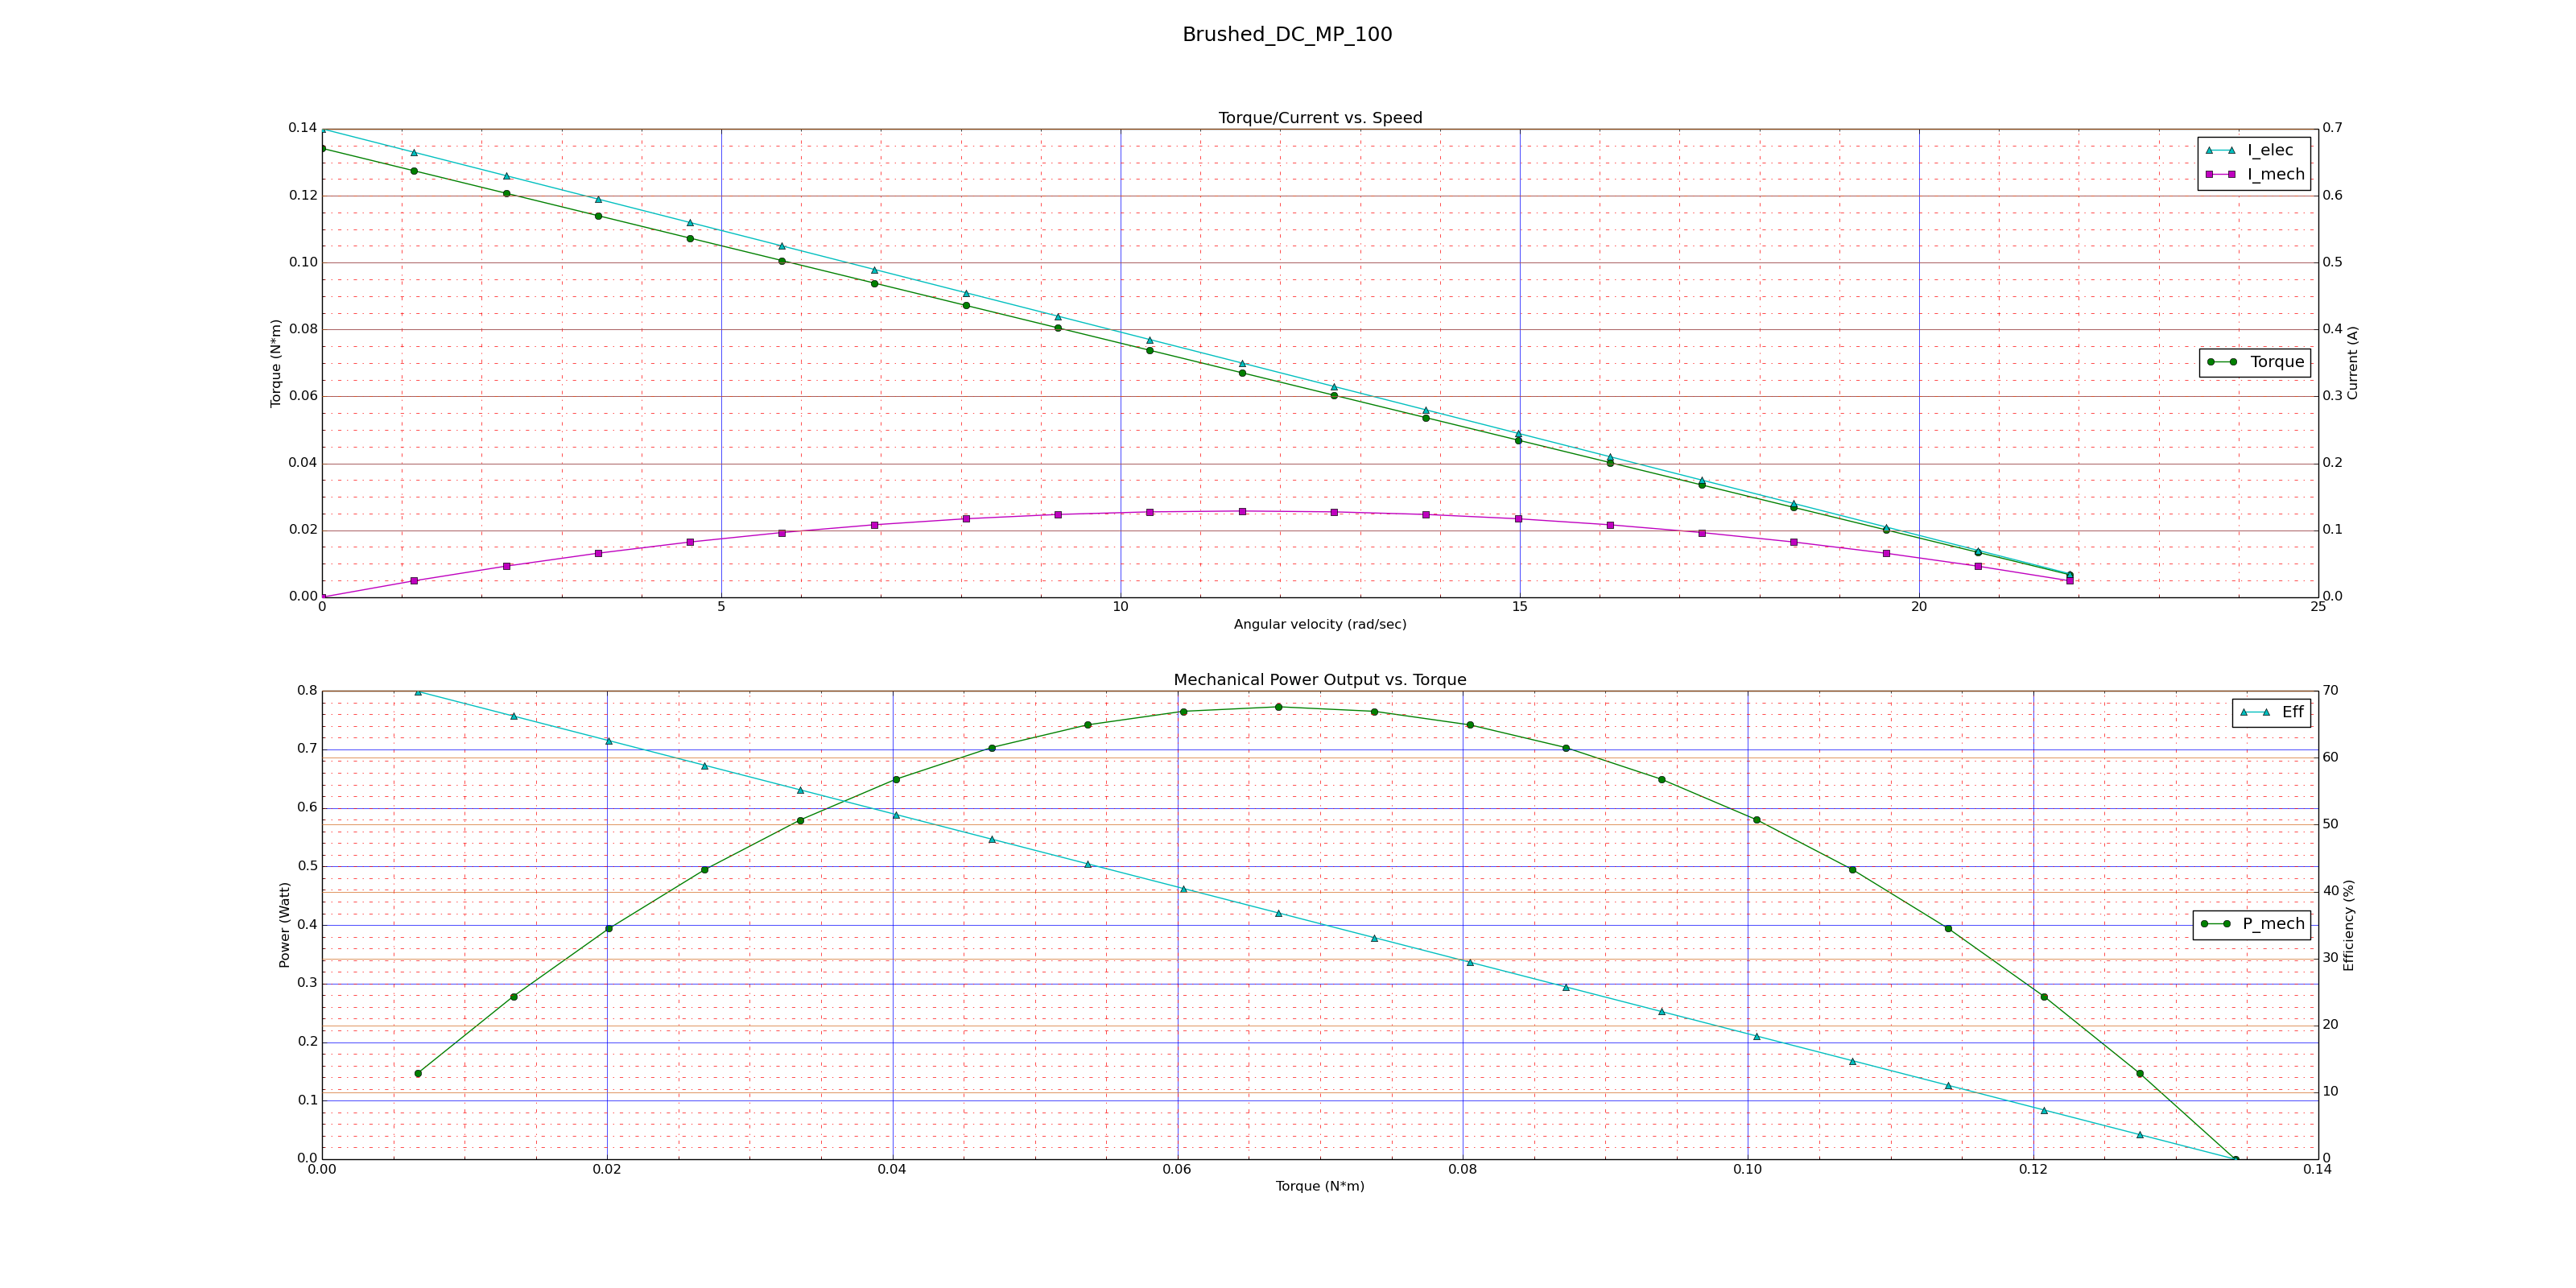 Brushed_DC_MP_100
Torque/Current vs. Speed
0.14
0.12
0.10
0.08
0.06
0.04
0.02
0.00
Torque (N*m)
0.7
0.6
0.5
0.4
0.3
0.2
0.1
0.0
Current (A)
I_elec
I_mech
Torque
0 5 10 15 20 25
Angular velocity (rad/sec)
Mechanical Power Output vs. Torque
0.8
0.7
0.6
0.5
0.4
0.3
0.2
0.1
0.0
Power (Watt)
70
60
50
40
30
20
10
0
Efficiency (%)
Eff
P_mech
0.00 0.02 0.04 0.06 0.08 0.10 0.12 0.14
Torque (N*m)